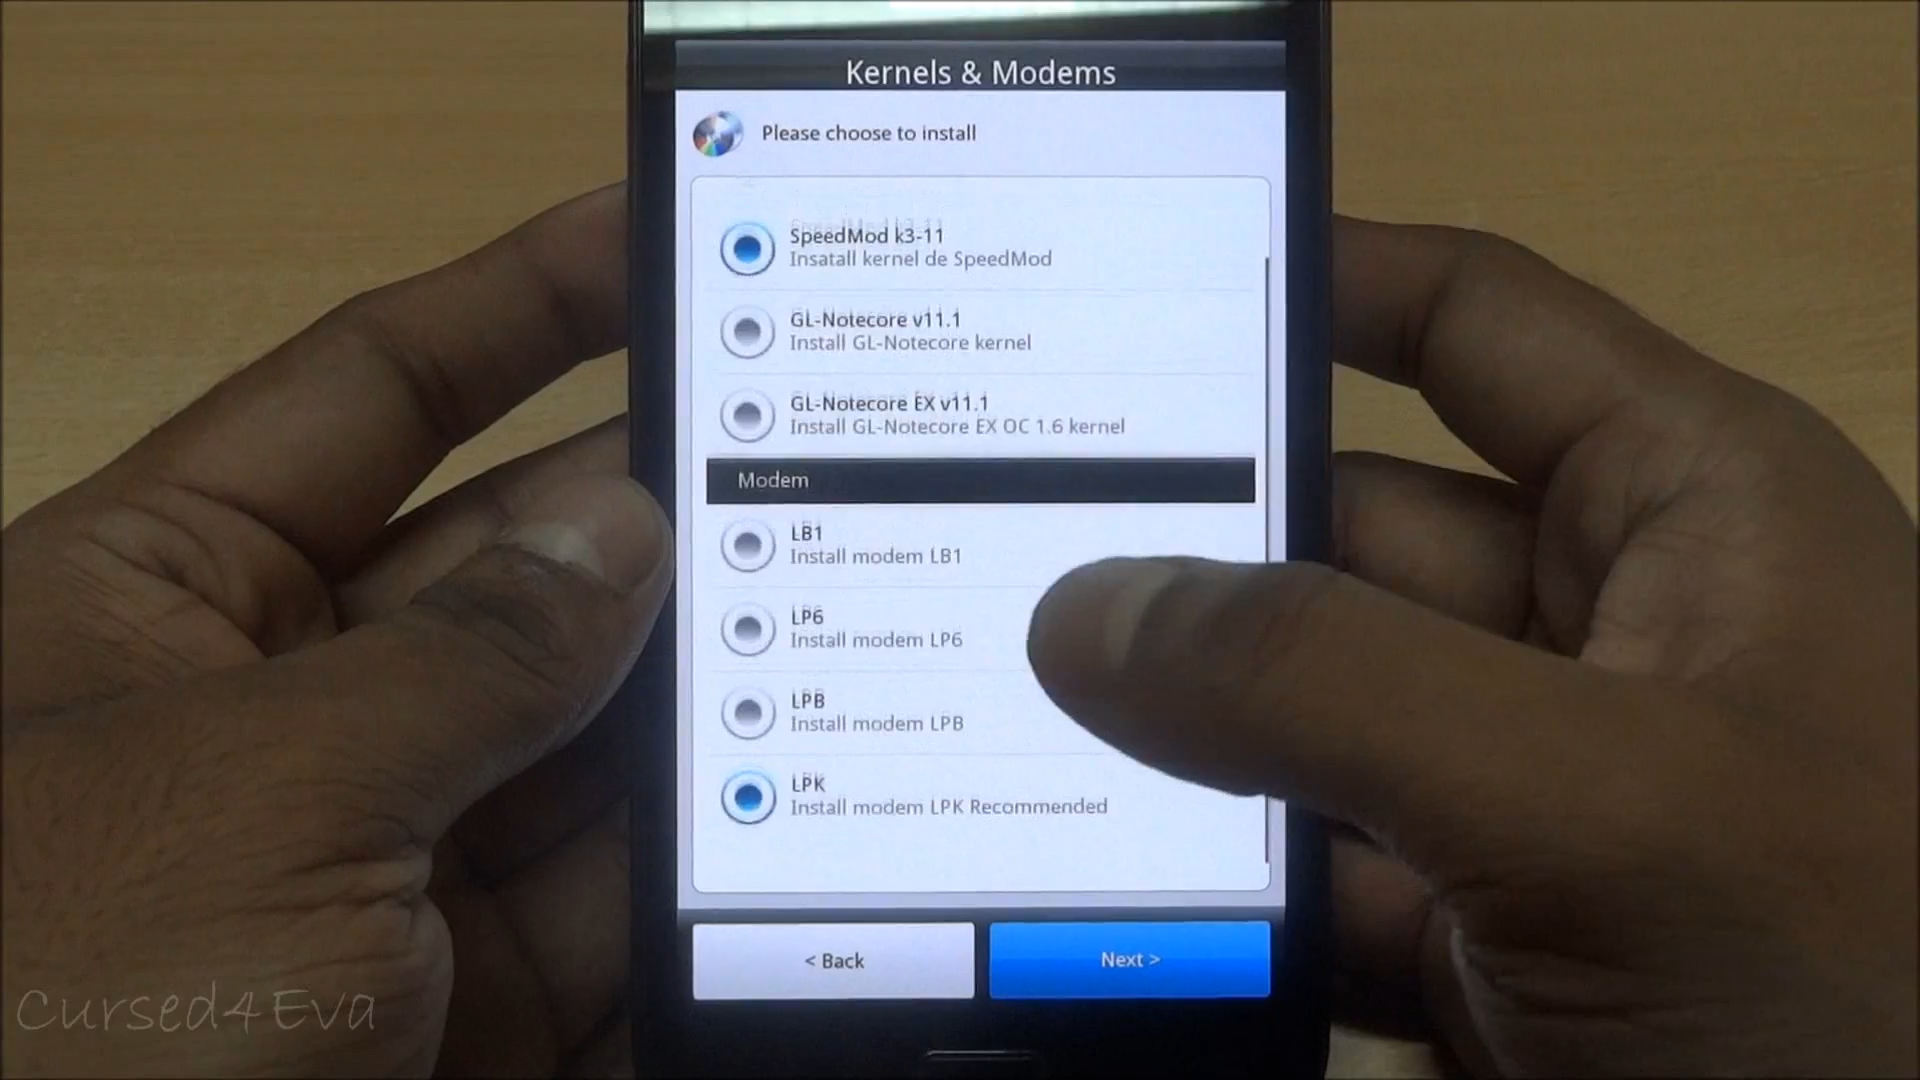 Kernels & Modems
Please choose to install
SpeedMod k3-11
Insatall kernel de SpeedMod
GL-Notecore v11.1
Install GL-Notecore kernel
GL-Notecore EX v11.1
Install GL-Notecore EX OC 1.6 kernel
Modem
LB1
Install modem LB1
LP6
Install modem LP6
LPB
Install modem LPB
LPK
Install modem LPK Recommended
< Back
Next >
Cursed4Eva